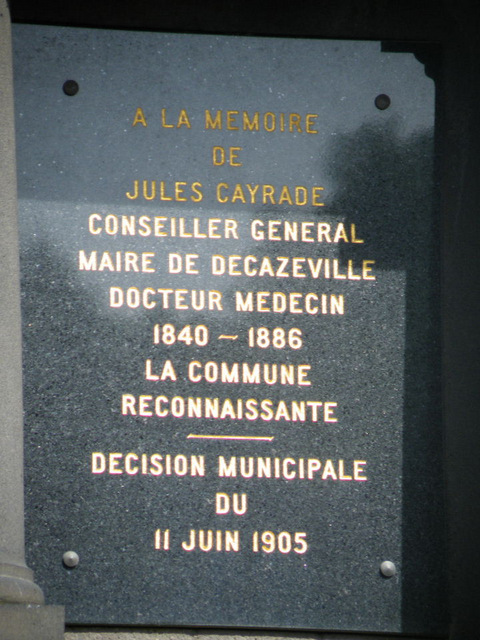 A LA MEMOIRE
DE
JULES CAYRADE
CONSEILLER GENERAL
MAIRE DE DECAZEVILLE
DOCTEUR MEDECIN
1840 – 1886
LA COMMUNE
RECONNAISSANTE
DECISION MUNICIPALE
DU
11 JUIN 1905